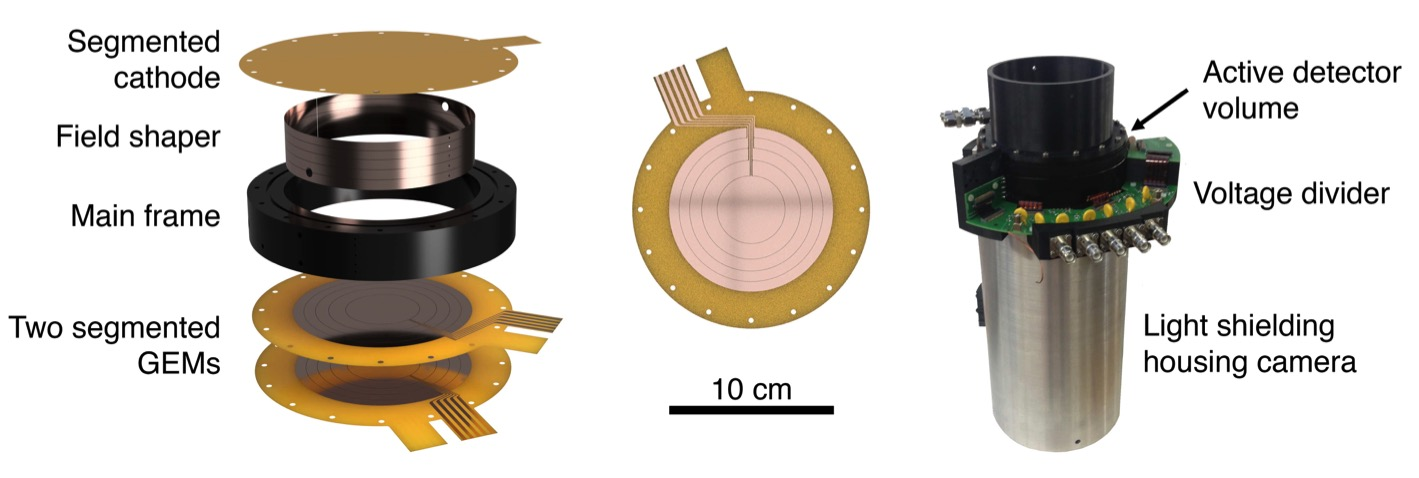 Segmented
cathode
Field shaper
Main frame
Two segmented
GEMs
10 cm
Active detector
volume
Voltage divider
Light shielding
housing camera